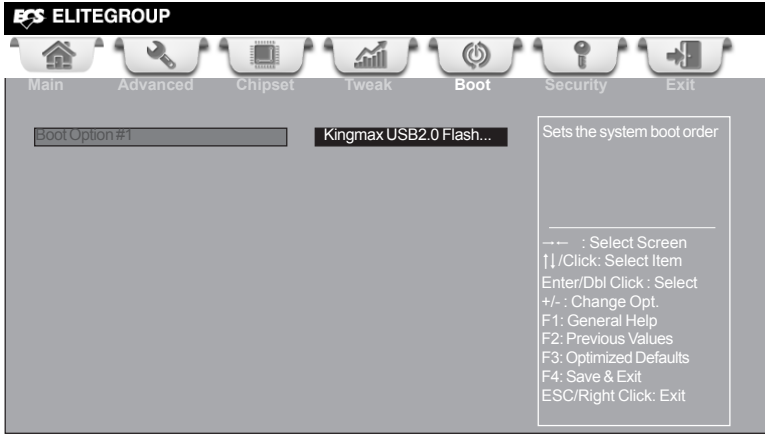 ECS ELITEGROUP
Main Advanced Chipset Tweak Boot Security Exit
Boot Option #1 Kingmax USB2.0 Flash...
Sets the system boot order
→← : Select Screen
↑↓/Click: Select Item
Enter/Dbl Click : Select
+/- : Change Opt.
F1: General Help
F2: Previous Values
F3: Optimized Defaults
F4: Save & Exit
ESC/Right Click: Exit